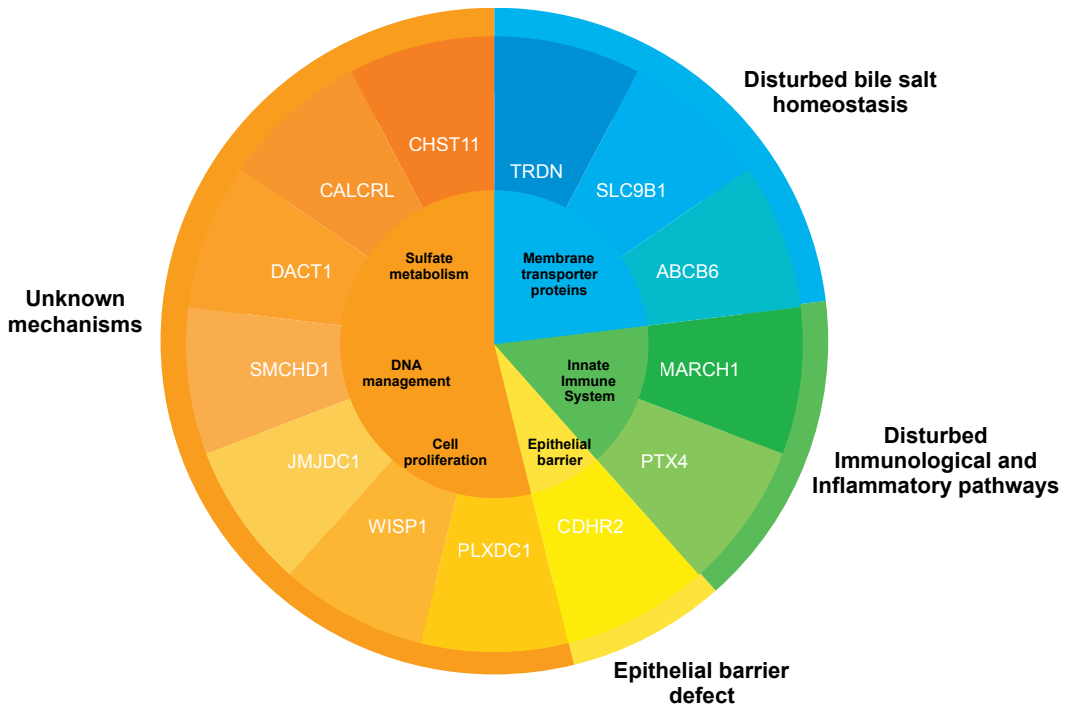 Disturbed bile salt
homeostasis
CHST11
TRDN
CALCRL
SLC9B1
DACT1
ABCB6
Sulfate
metabolism
Membrane
transporter
proteins
Unknown
mechanisms
SMCHD1
MARCH1
DNA
management
Innate
Immune
System
Disturbed
Immunological and
Inflammatory pathways
JMJDC1
PTX4
Cell
proliferation
Epithelial
barrier
WISP1
PLXDC1
CDHR2
Epithelial barrier
defect